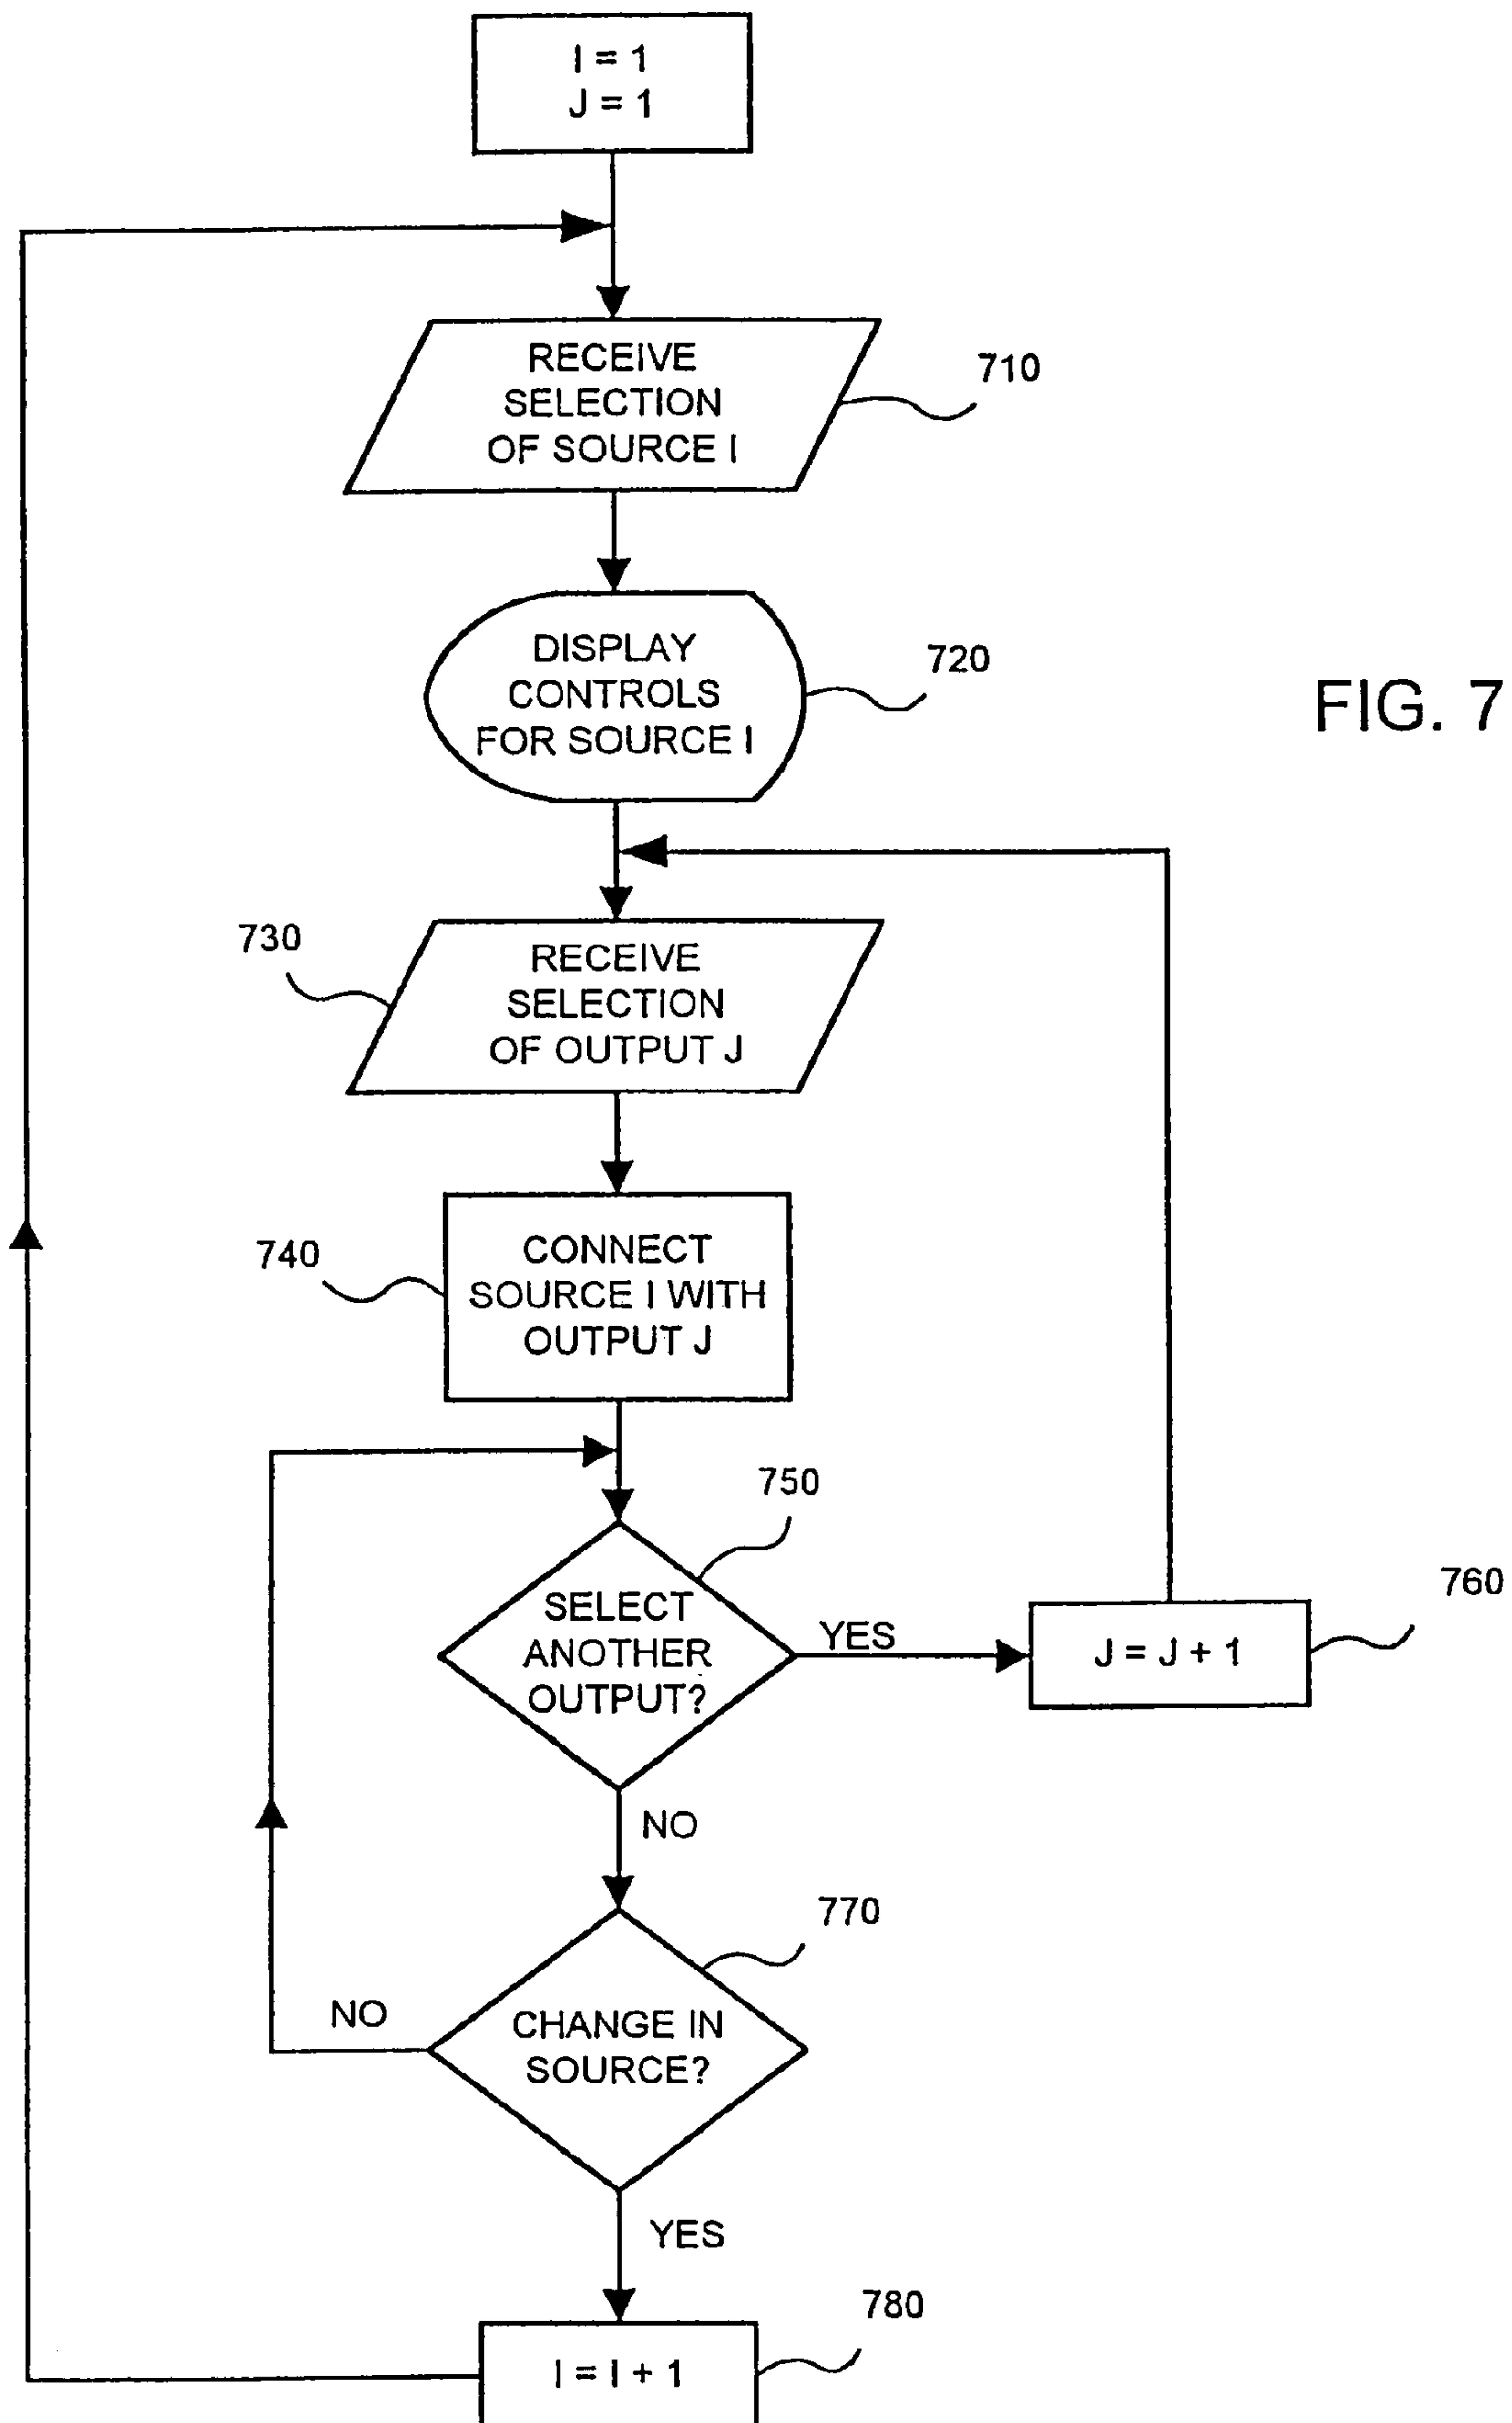 I = 1
J = 1
RECEIVE
SELECTION
OF SOURCE I
710
DISPLAY
CONTROLS
FOR SOURCE I
720
FIG. 7
730
RECEIVE
SELECTION
OF OUTPUT J
740
CONNECT
SOURCE I WITH
OUTPUT J
750
SELECT
ANOTHER
OUTPUT?
YES
760
J = J + 1
NO
770
CHANGE IN
SOURCE?
NO
YES
780
I = I + 1